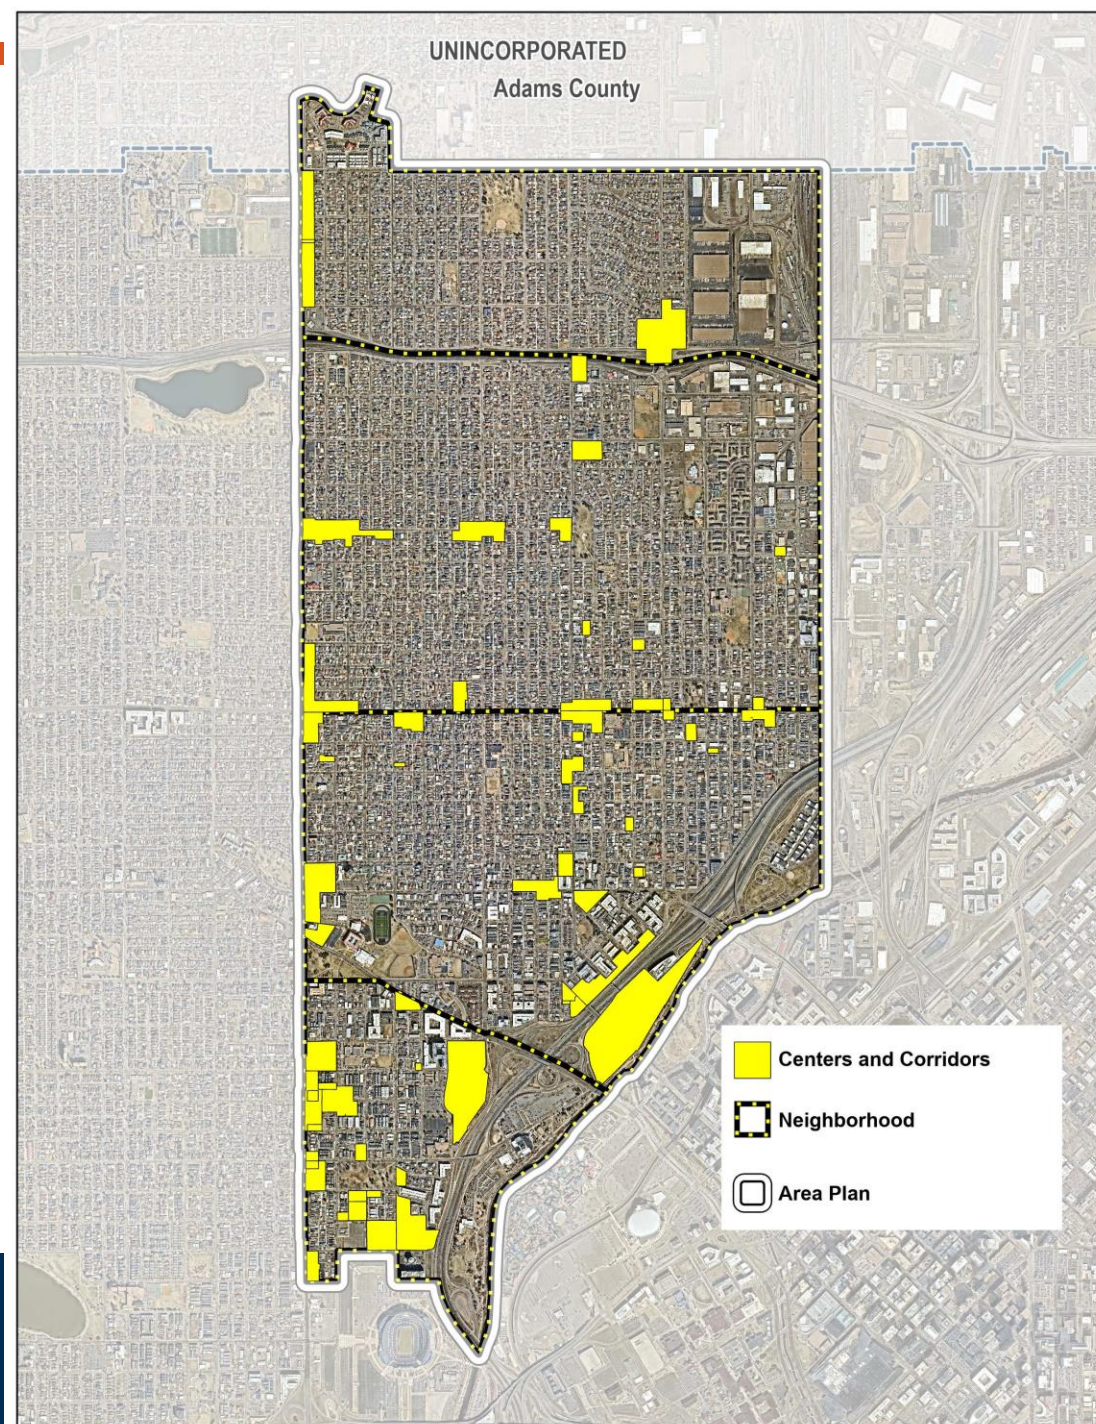 UNINCORPORATED
Adams County
Centers and Corridors
Neighborhood
Area Plan